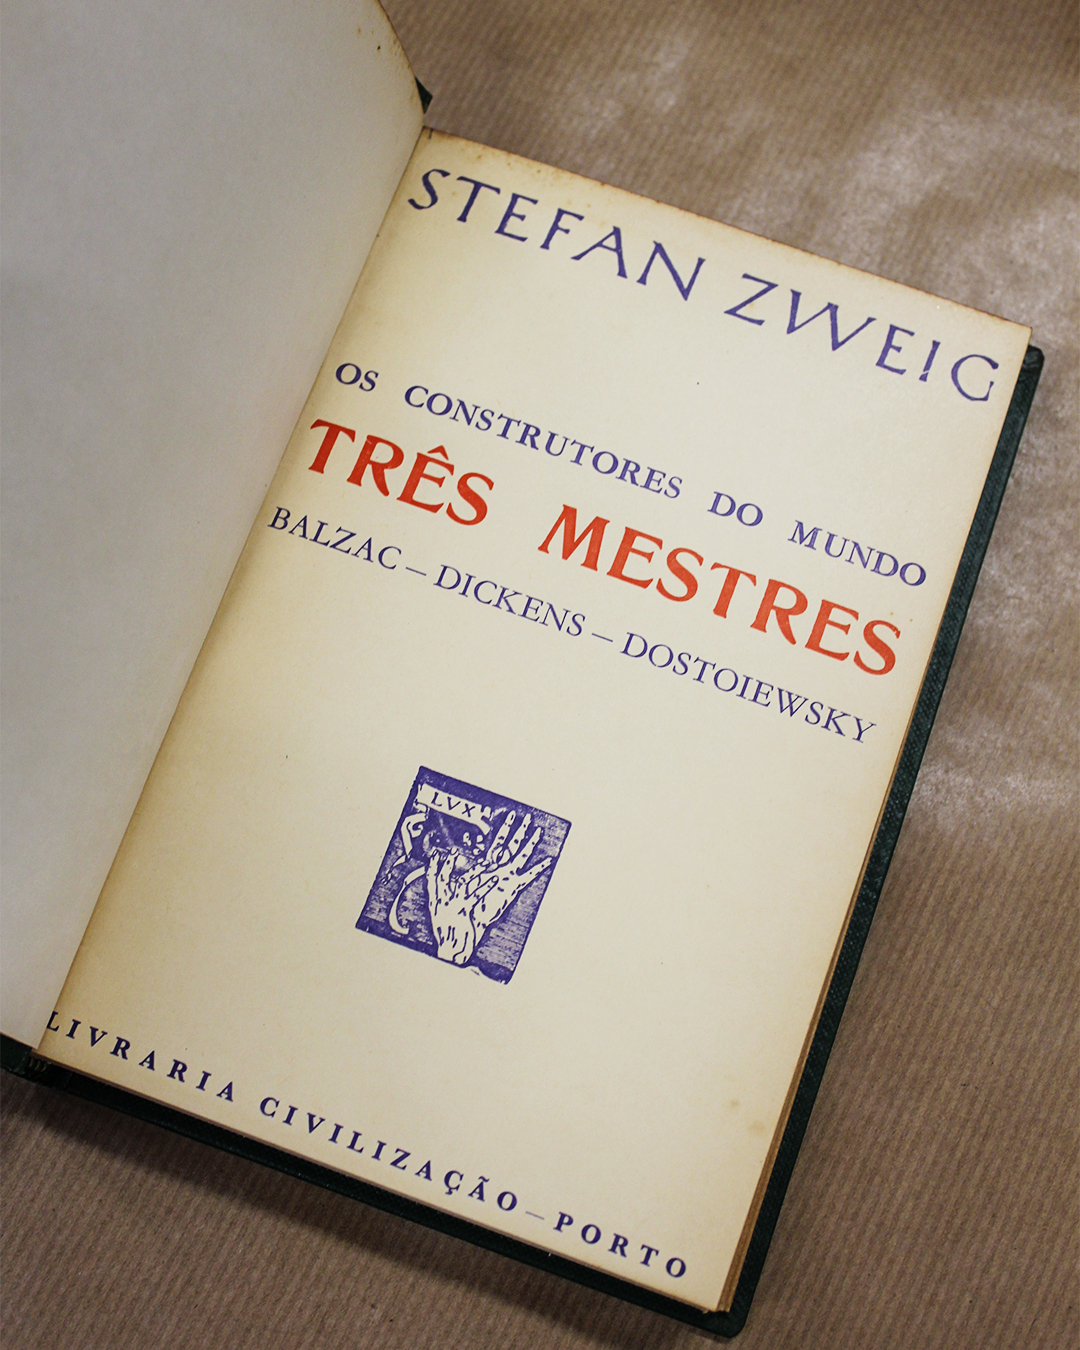 STEFAN ZWEIG
OS CONSTRUTORES DO MUNDO
TRÊS MESTRES
BALZAC — DICKENS — DOSTOIEWSKY
LVX
LIVRARIA CIVILIZAÇÃO — PORTO